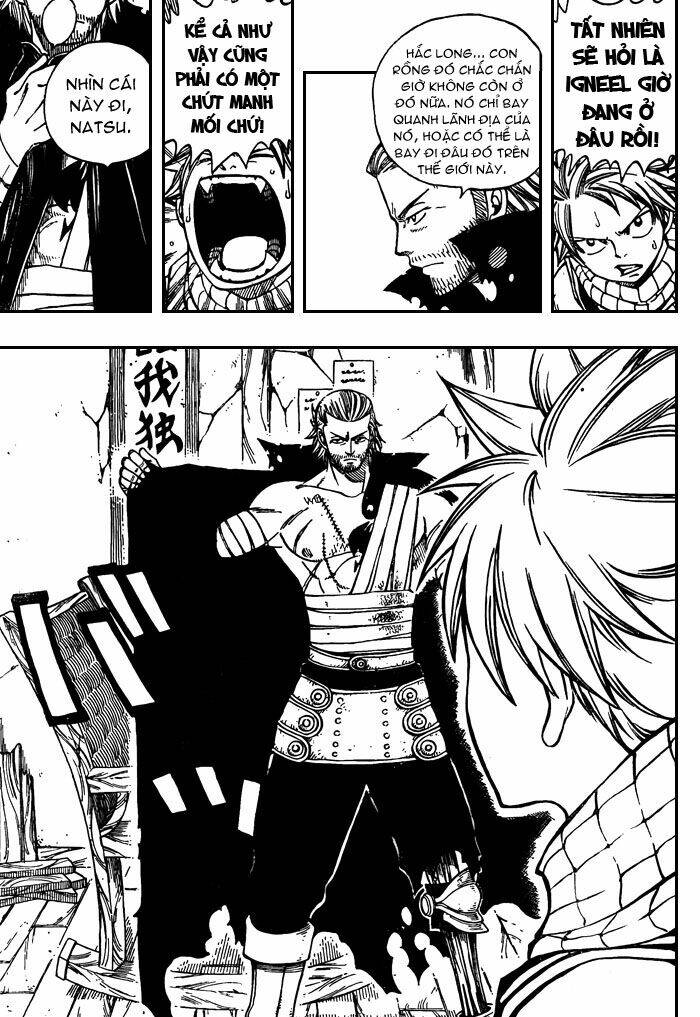 TẤT NHIÊN
SẼ HỎI LÀ
IGNEEL GIỜ
ĐANG Ở
ĐÂU RỒI!
HẮC LONG... CON
RỒNG ĐÓ CHẮC CHẮN
GIỜ KHÔNG CÒN Ở
ĐÓ NỮA. NÓ CHỈ BAY
QUANH LÃNH ĐỊA CỦA
NÓ, HOẶC CÓ THỂ LÀ
BAY ĐI ĐÂU ĐÓ TRÊN
THẾ GIỚI NÀY.
KỂ CẢ NHƯ
VẬY CŨNG
PHẢI CÓ MỘT
CHÚT MANH
MỐI CHỨ!
NHÌN CÁI
NÀY ĐI,
NATSU.
我独